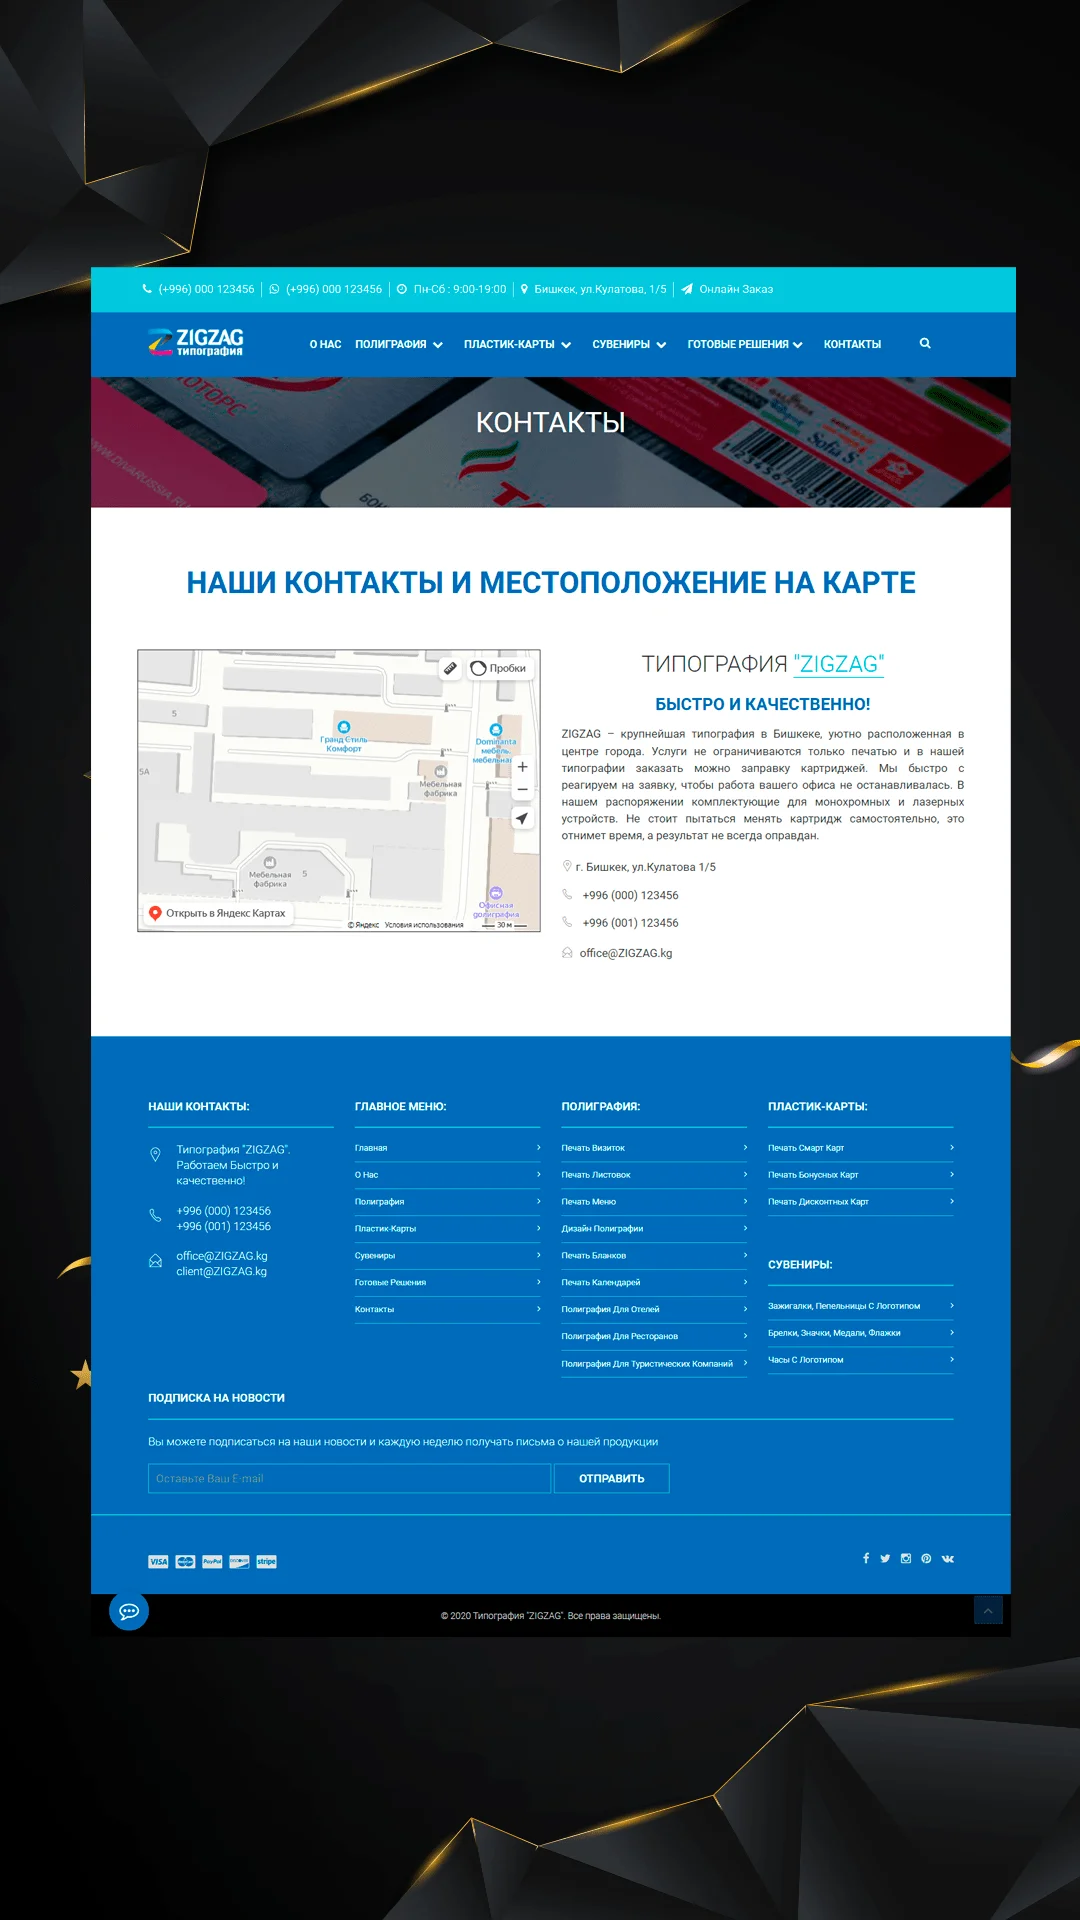 (+996) 000 123456 (+996) 000 123456 Пн-Сб : 9:00-19:00 Бишкек, ул.Кулатова, 1/5 Онлайн Заказ
ZIGZAG
типография
О НАС ПОЛИГРАФИЯ ПЛАСТИК-КАРТЫ СУВЕНИРЫ ГОТОВЫЕ РЕШЕНИЯ КОНТАКТЫ
КОНТАКТЫ
WWW.DIVARUSSIA.RU
Sofia S
НАШИ КОНТАКТЫ И МЕСТОПОЛОЖЕНИЕ НА КАРТЕ
Пробки
5
Гранд Стиль
Комфорт
Dominanta
мебель,
5А
Мебельная
фабрика
Мебельная
фабрика
5
Офисная
Открыть в Яндекс Картах
© Яндекс Условия использования 30 м
ТИПОГРАФИЯ "ZIGZAG"
БЫСТРО И КАЧЕСТВЕННО!
ZIGZAG – крупнейшая типография в Бишкеке, уютно расположенная в
центре города. Услуги не ограничиваются только печатью и в нашей
типографии заказать можно заправку картриджей. Мы быстро с
реагируем на заявку, чтобы работа вашего офиса не останавливалась. В
нашем распоряжении комплектующие для монохромных и лазерных
устройств. Не стоит пытаться менять картридж самостоятельно, это
отнимет время, а результат не всегда оправдан.
г. Бишкек, ул.Кулатова 1/5
+996 (000) 123456
+996 (001) 123456
office@ZIGZAG.kg
НАШИ КОНТАКТЫ:
Типография "ZIGZAG".
Работаем Быстро и
качественно!
+996 (000) 123456
+996 (001) 123456
office@ZIGZAG.kg
client@ZIGZAG.kg
ГЛАВНОЕ МЕНЮ:
Главная
О Нас
Полиграфия
Пластик-Карты
Сувениры
Готовые Решения
Контакты
ПОЛИГРАФИЯ:
Печать Визиток
Печать Листовок
Печать Меню
Дизайн Полиграфии
Печать Бланков
Печать Календарей
Полиграфия Для Отелей
Полиграфия Для Ресторанов
Полиграфия Для Туристических Компаний
ПЛАСТИК-КАРТЫ:
Печать Смарт Карт
Печать Бонусных Карт
Печать Дисконтных Карт
СУВЕНИРЫ:
Зажигалки, Пепельницы С Логотипом
Брелки, Значки, Медали, Флажки
Часы С Логотипом
ПОДПИСКА НА НОВОСТИ
Вы можете подписаться на наши новости и каждую неделю получать письма о нашей продукции
Оставьте Ваш E-mail
ОТПРАВИТЬ
VISA PayPal DISCOVER stripe
© 2020 Типография "ZIGZAG". Все права защищены.